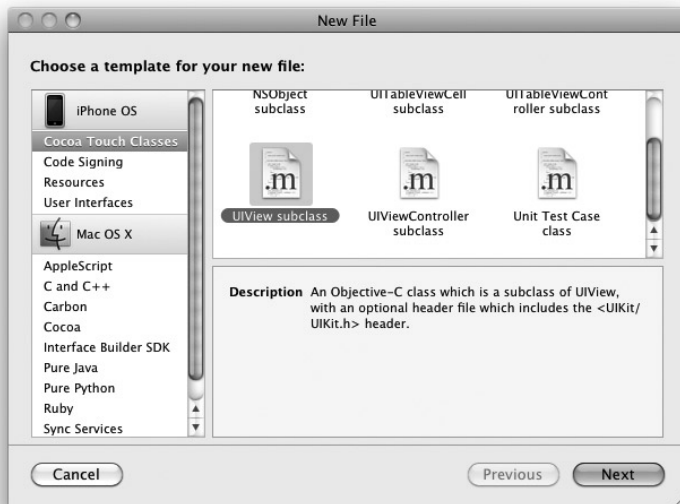 New File
Choose a template for your new file:
iPhone OS
Cocoa Touch Classes
Code Signing
Resources
User Interfaces
Mac OS X
AppleScript
C and C++
Carbon
Cocoa
Interface Builder SDK
Pure Java
Pure Python
Ruby
Sync Services
NSObject
subclass
UITableViewCell
subclass
UITableViewCont
roller subclass
.m
.m
.m
UIView subclass
UIViewController
subclass
Unit Test Case
class
Description An Objective-C class which is a subclass of UIView,
with an optional header file which includes the <UIKit/
UIKit.h> header.
Cancel
Previous
Next